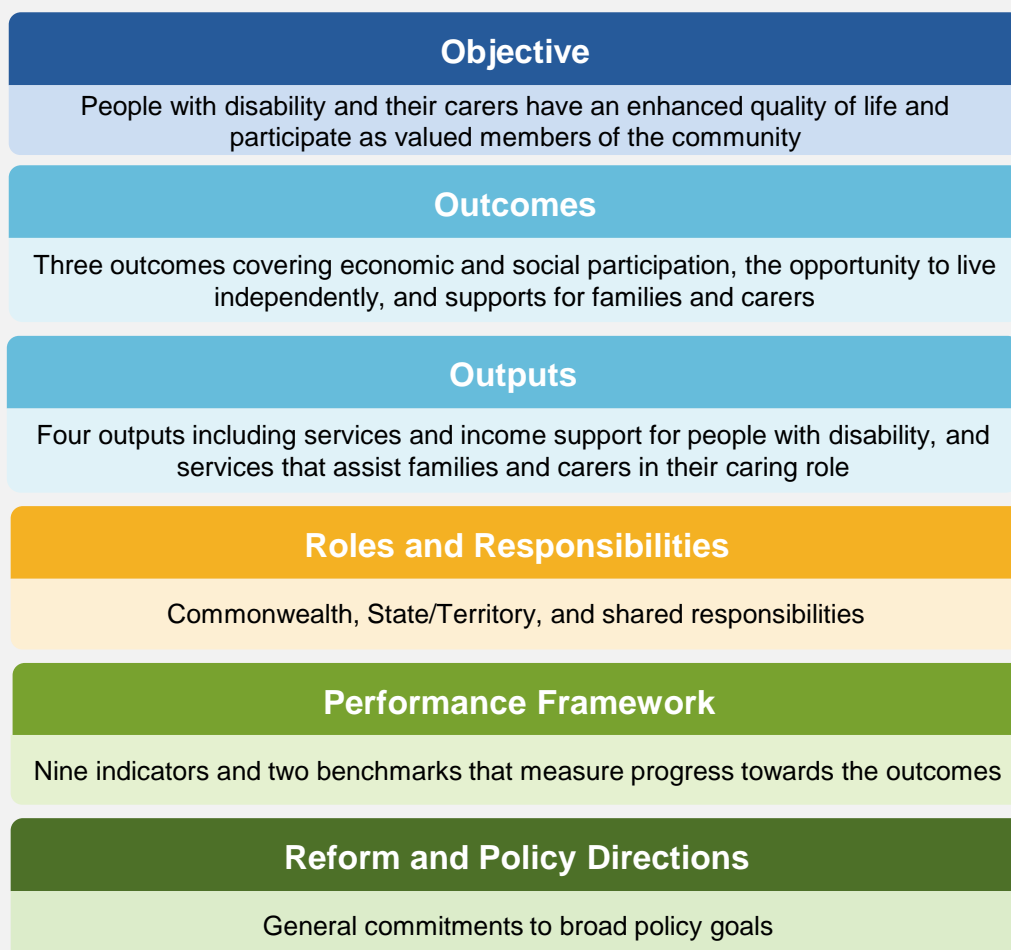 Objective
People with disability and their carers have an enhanced quality of life and
participate as valued members of the community
Outcomes
Three outcomes covering economic and social participation, the opportunity to live
independently, and supports for families and carers
Outputs
Four outputs including services and income support for people with disability, and
services that assist families and carers in their caring role
Roles and Responsibilities
Commonwealth, State/Territory, and shared responsibilities
Performance Framework
Nine indicators and two benchmarks that measure progress towards the outcomes
Reform and Policy Directions
General commitments to broad policy goals